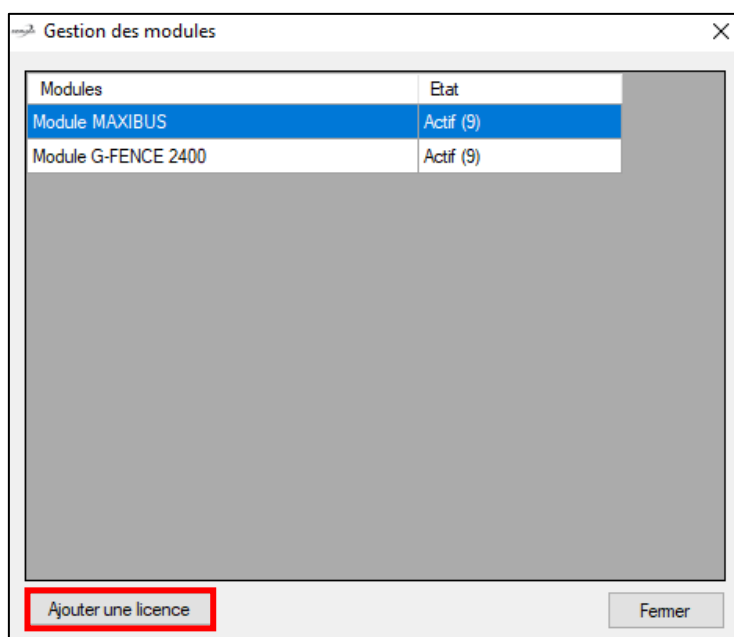 Gestion des modules
Modules Etat
Module MAXIBUS Actif (9)
Module G-FENCE 2400 Actif (9)
Ajouter une licence Fermer